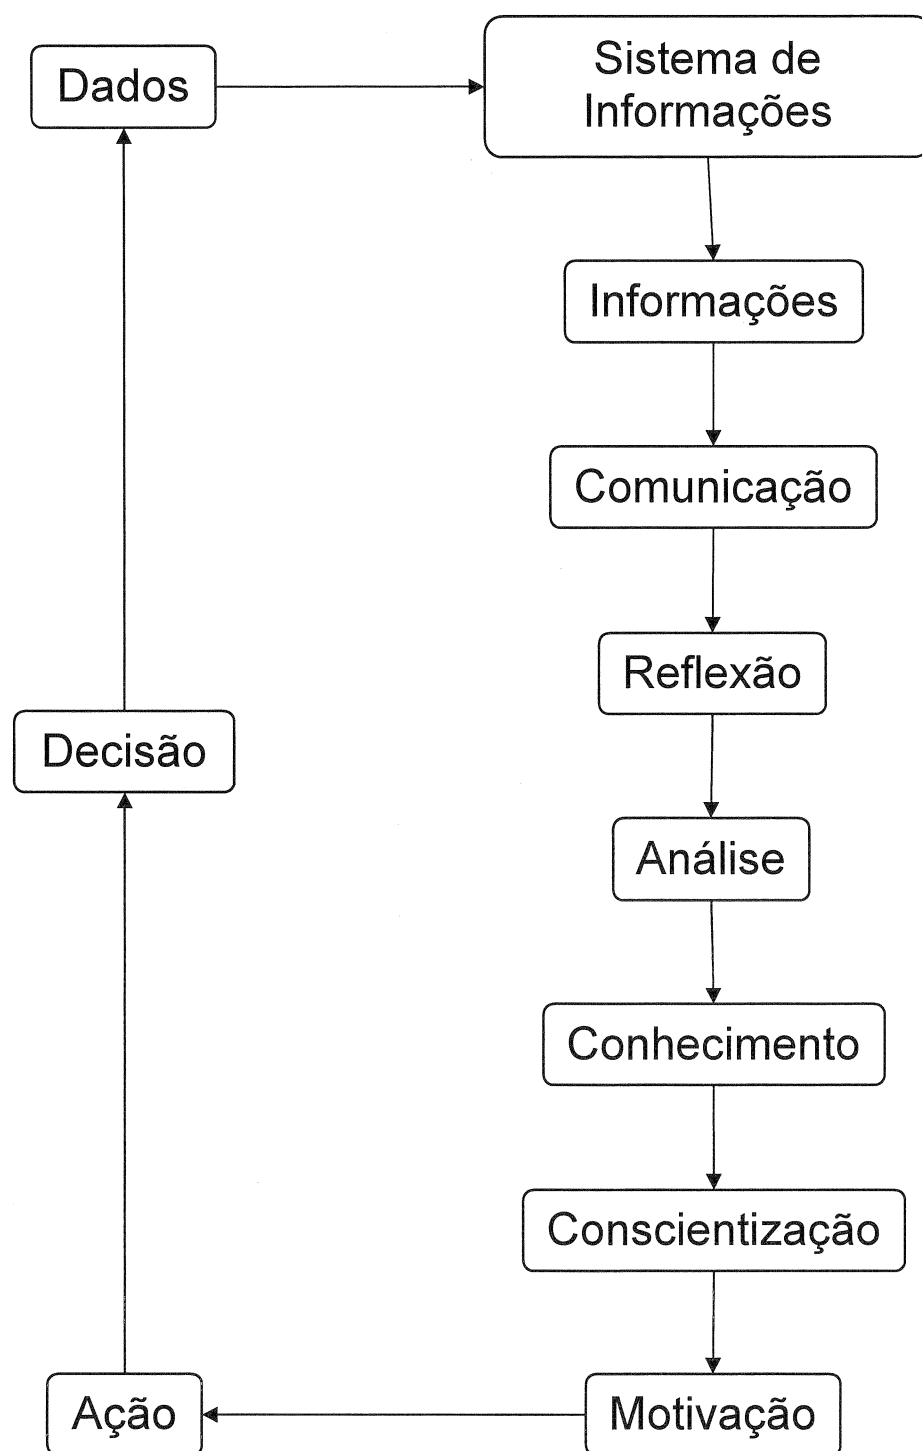 Dados
Sistema de
Informações
Informações
Comunicação
Reflexão
Decisão
Análise
Conhecimento
Conscientização
Ação
Motivação